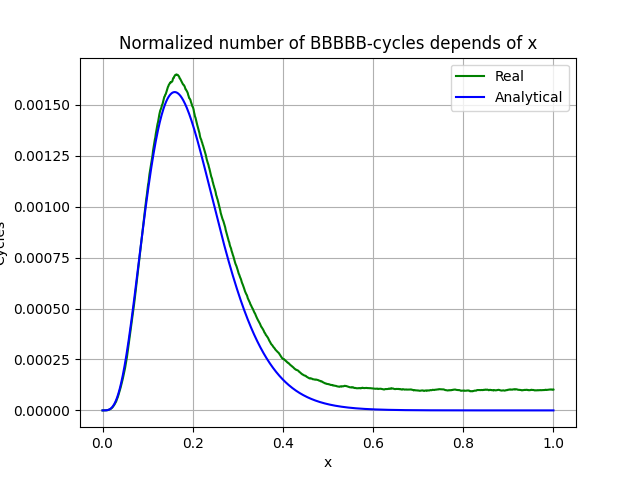 Normalized number of BBBBB-cycles depends of x
Real
Analytical
0.00150
0.00125
0.00100
0.00075
0.00050
0.00025
0.00000
0.0 0.2 0.4 0.6 0.8 1.0
x